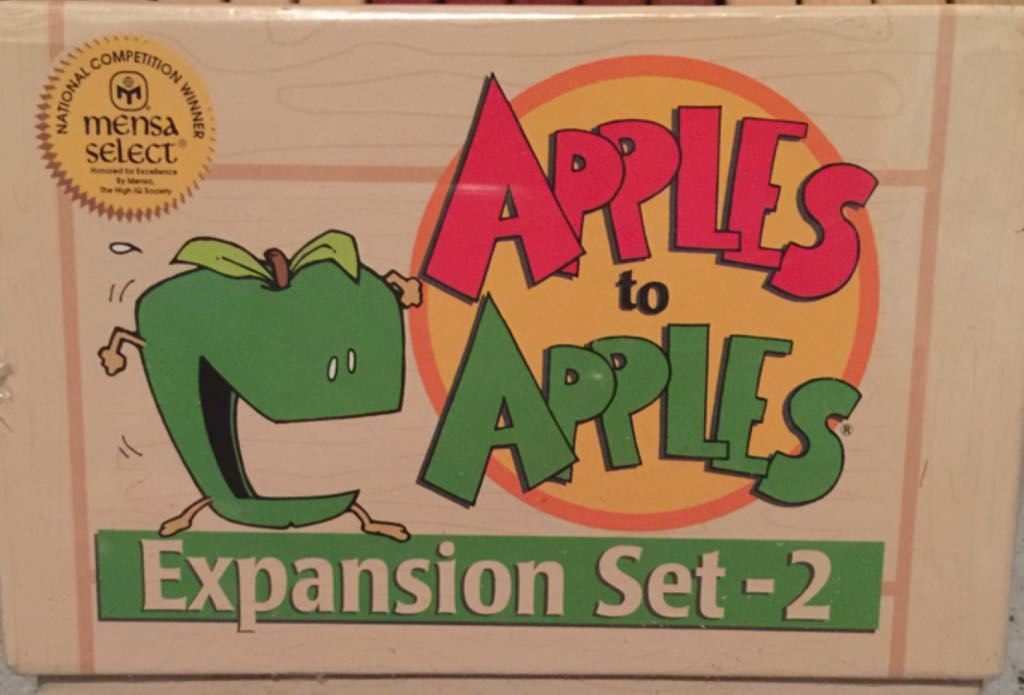 NATIONAL COMPETITION WINNER
mensa
SELECT®
Honored for Excellence
By Mensa,
The High IQ Society
APPLES
to
APPLES®
Expansion Set - 2